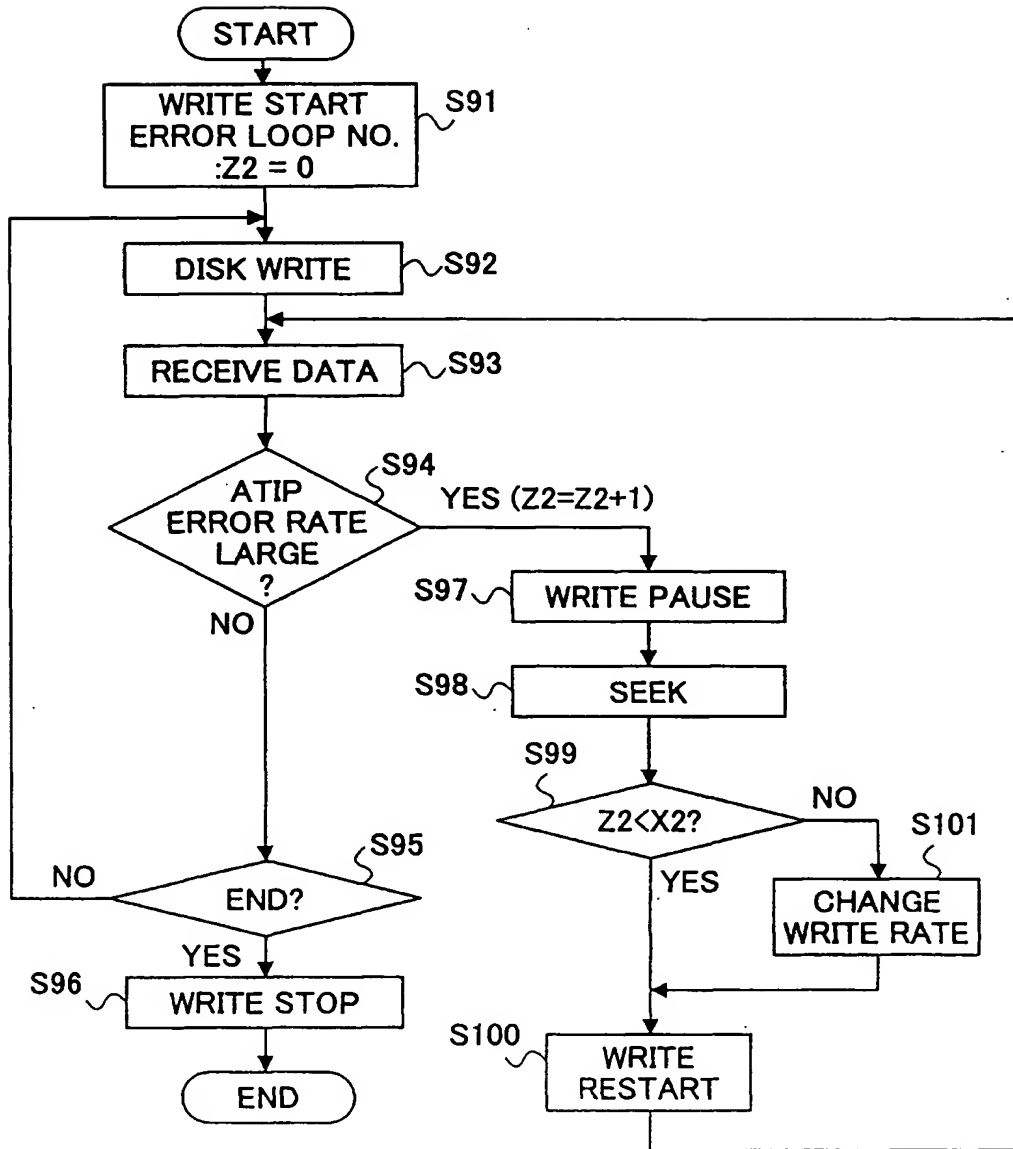 START
WRITE START
ERROR LOOP NO.
:Z2 = 0
S91
DISK WRITE
S92
RECEIVE DATA
S93
ATIP
ERROR RATE
LARGE
?
S94
YES (Z2=Z2+1)
NO
S97
WRITE PAUSE
S98
SEEK
S99
Z2<X2?
NO
YES
S101
CHANGE
WRITE RATE
S95
NO
END?
YES
S96
WRITE STOP
S100
WRITE
RESTART
END